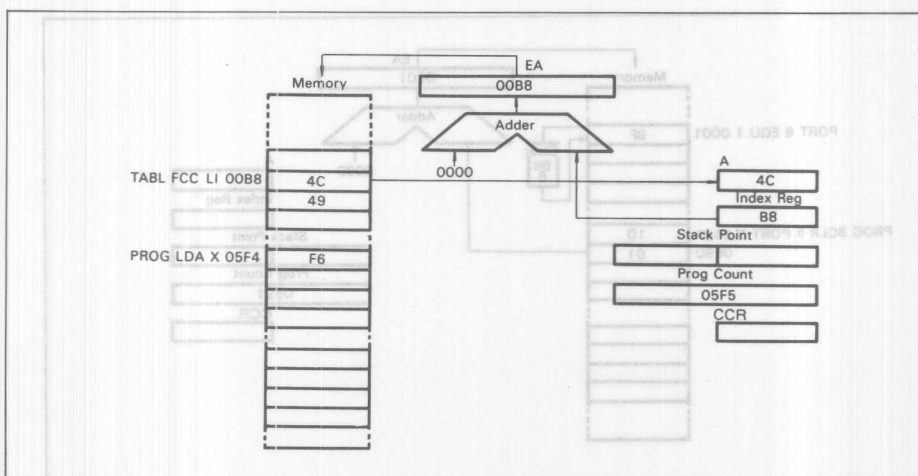 EA
Memory
00B8
Adder
0000
A
TABL FCC LI 00B8
4C
4C
49
Index Reg
B8
Stack Point
PROG LDA X 05F4
F6
Prog Count
05F5
CCR